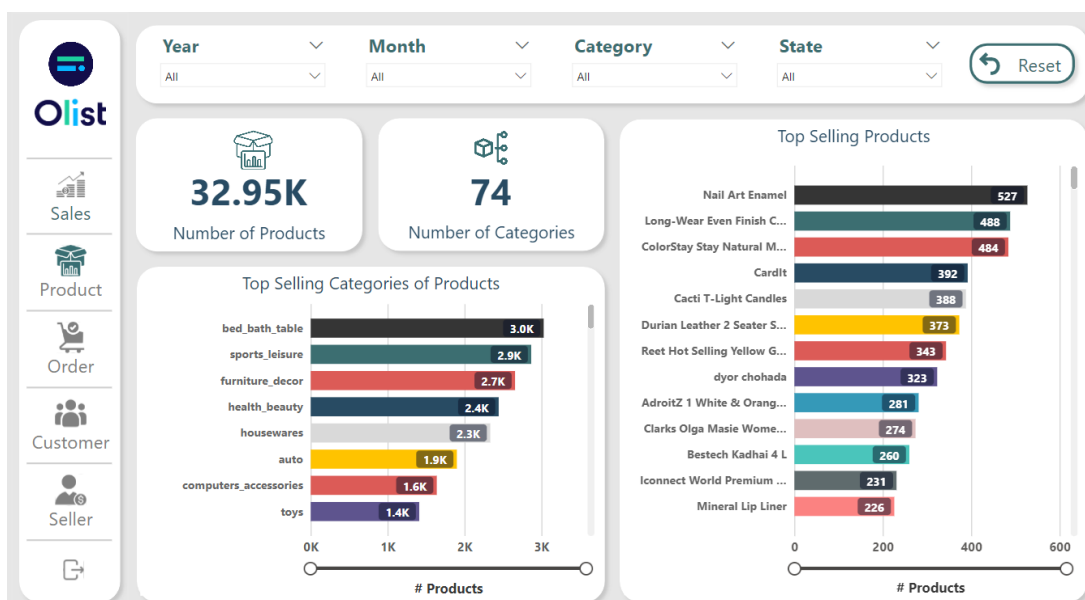 Olist
Sales
Product
Order
Customer
Seller
Year
All
Month
All
Category
All
State
All
Reset
32.95K
Number of Products
74
Number of Categories
Top Selling Categories of Products
bed_bath_table 3.0K
sports_leisure 2.9K
furniture_decor 2.7K
health_beauty 2.4K
housewares 2.3K
auto 1.9K
computers_accessories 1.6K
toys 1.4K
0K 1K 2K 3K
# Products
Top Selling Products
Nail Art Enamel 527
Long-Wear Even Finish C... 488
ColorStay Stay Natural M... 484
CardIt 392
Cacti T-Light Candles 388
Durian Leather 2 Seater S... 373
Reet Hot Selling Yellow G... 343
dyor chohada 323
AdroitZ 1 White & Orang... 281
Clarks Olga Masie Wome... 274
Bestech Kadhai 4 L 260
Iconnect World Premium ... 231
Mineral Lip Liner 226
0 200 400 600
# Products